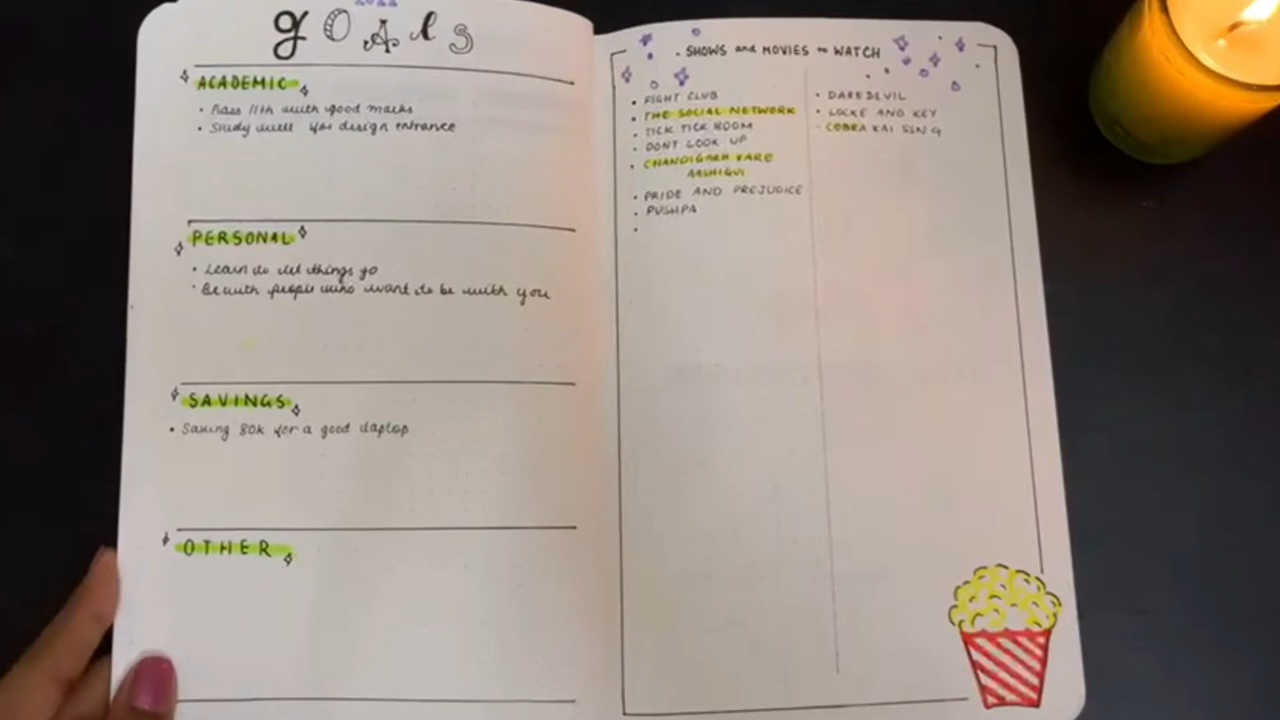 2022
gOAls
ACADEMIC
• Pass 11th with good marks
• Study well for design entrance
PERSONAL
• Learn to let things go
• Be with people who want to be with you
SAVINGS
• Saving 80k for a good laptop
OTHER
• SHOWS and MOVIES to WATCH
• FIGHT CLUB
• THE SOCIAL NETWORK
• TICK TICK BOOM
• DONT LOOK UP
• CHANDIGARH KARE
AASHIQUI
• PRIDE AND PREJUDICE
• PUSHPA
•
• DAREDEVIL
• LOCKE AND KEY
• COBRA KAI